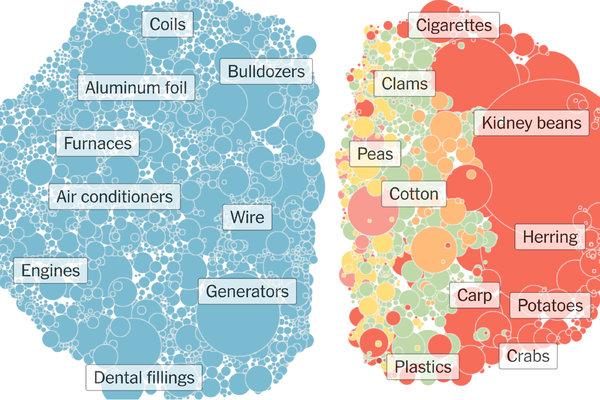 Coils
Bulldozers
Aluminum foil
Furnaces
Air conditioners
Wire
Engines
Generators
Dental fillings
Cigarettes
Clams
Kidney beans
Peas
Cotton
Herring
Carp
Potatoes
Crabs
Plastics